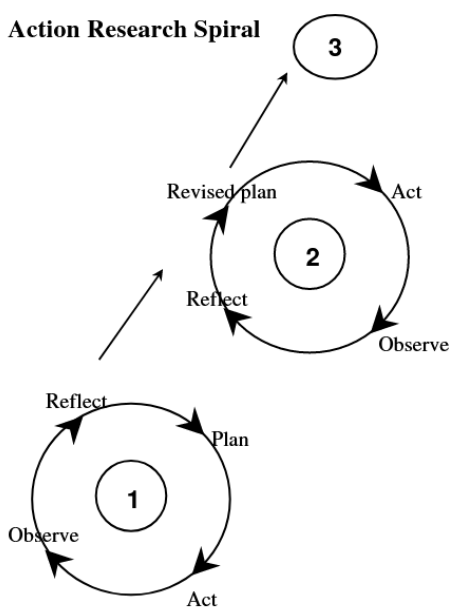 Action Research Spiral
3
Revised plan
Act
2
Reflect
Observe
Reflect
Plan
1
Observe
Act